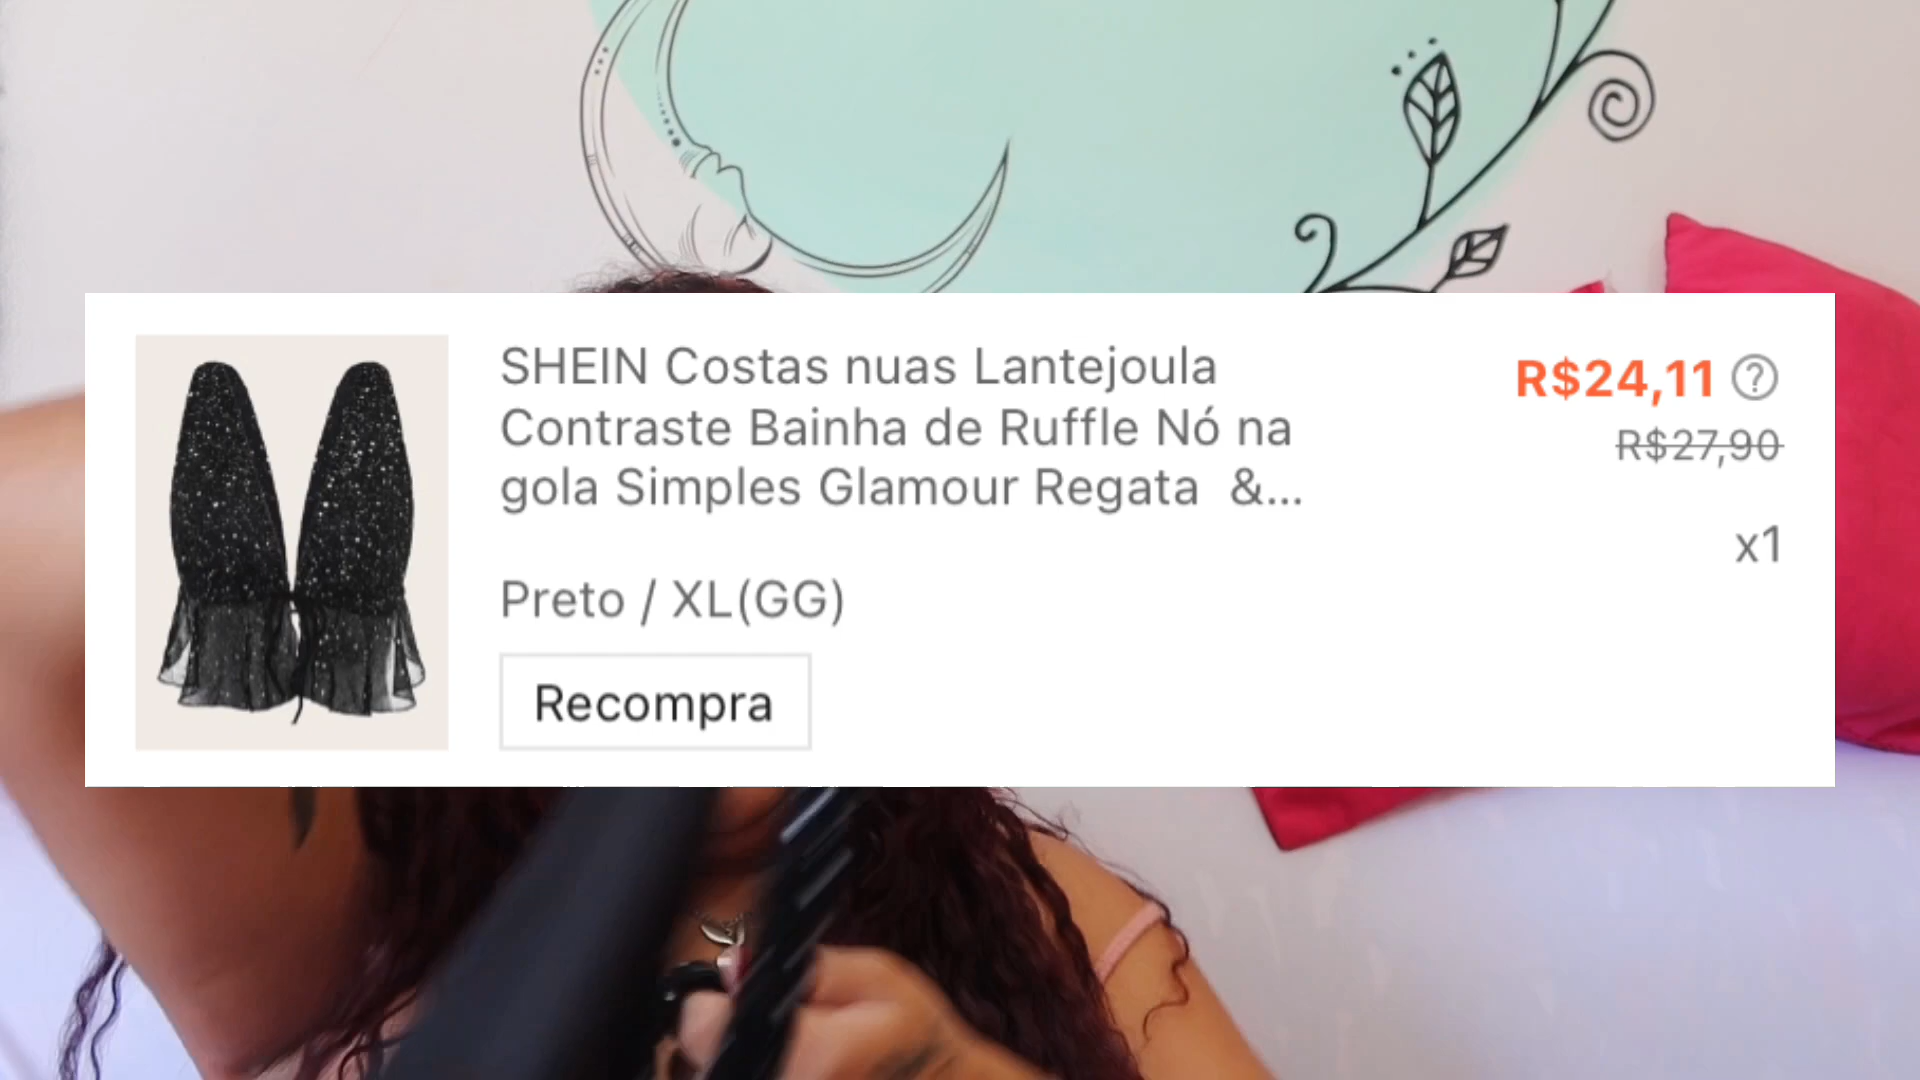 SHEIN Costas nuas Lantejoula
Contraste Bainha de Ruffle Nó na
gola Simples Glamour Regata &...
Preto / XL(GG)
Recompra
R$24,11 ?
R$27,90
x1